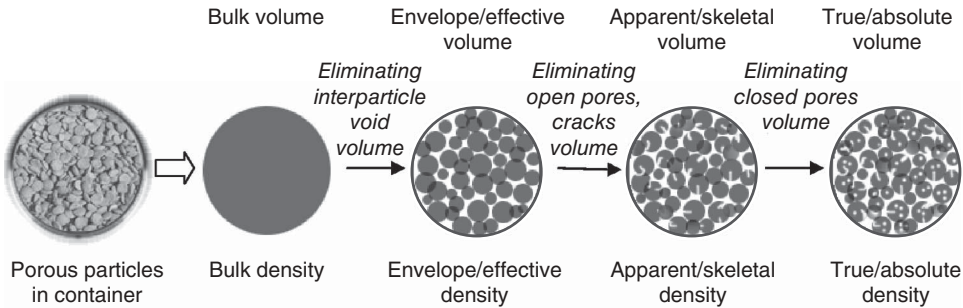 Bulk volume
Envelope/effective
volume
Apparent/skeletal
volume
True/absolute
volume
Eliminating
interparticle
void
volume
Eliminating
open pores,
cracks
volume
Eliminating
closed pores
volume
Porous particles
in container
Bulk density
Envelope/effective
density
Apparent/skeletal
density
True/absolute
density